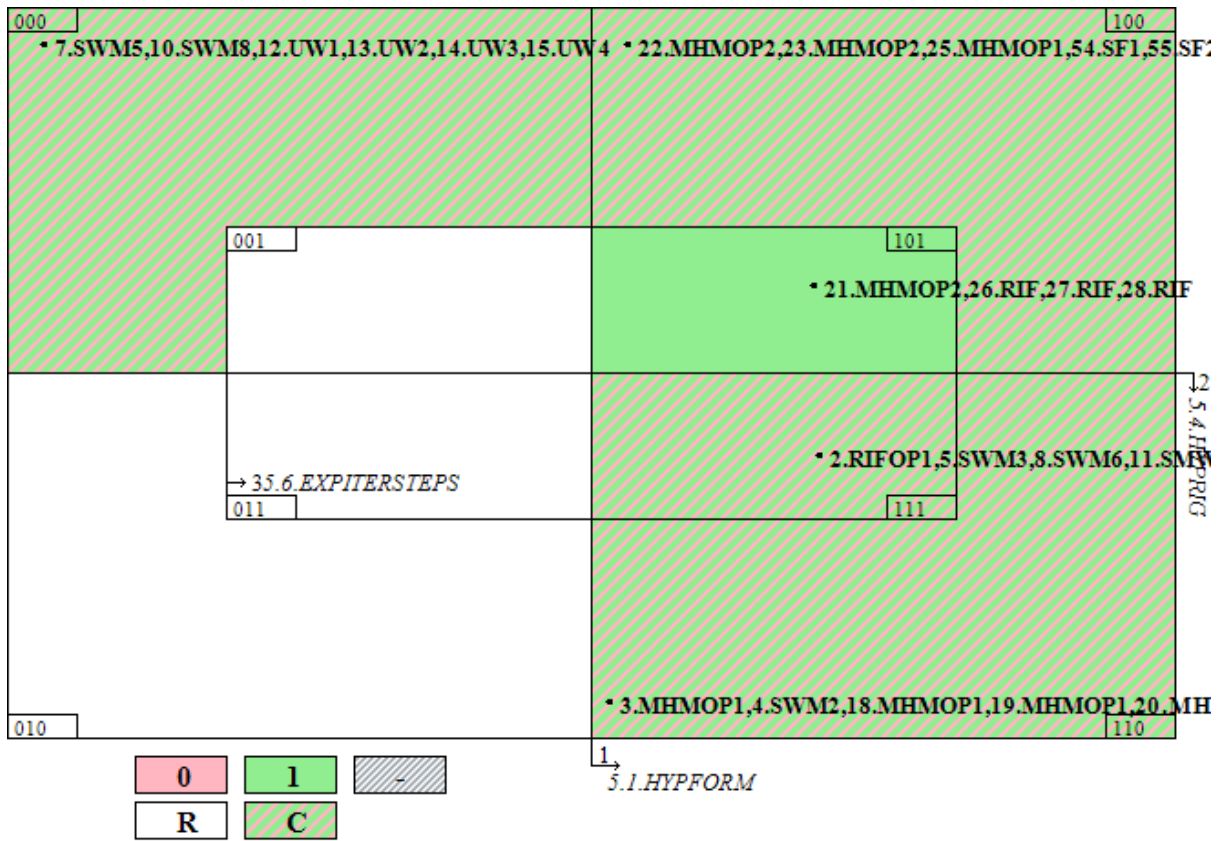 000
100
7.SWM5,10.SWM8,12.UW1,13.UW2,14.UW3,15.UW4
22.MHMOP2,23.MHMOP2,25.MHMOP1,54.SF1,55.SF2
001
101
21.MHMOP2,26.RIF,27.RIF,28.RIF
2
5.4.HYPRIG
2.RIFOP1,5.SWM3,8.SWM6,11.SMW
35.6.EXPITERSTEPS
011
111
3.MHMOP1,4.SWM2,18.MHMOP1,19.MHMOP1,20.MH
010
110
1
5.1.HYPFORM
0 1 -
R C